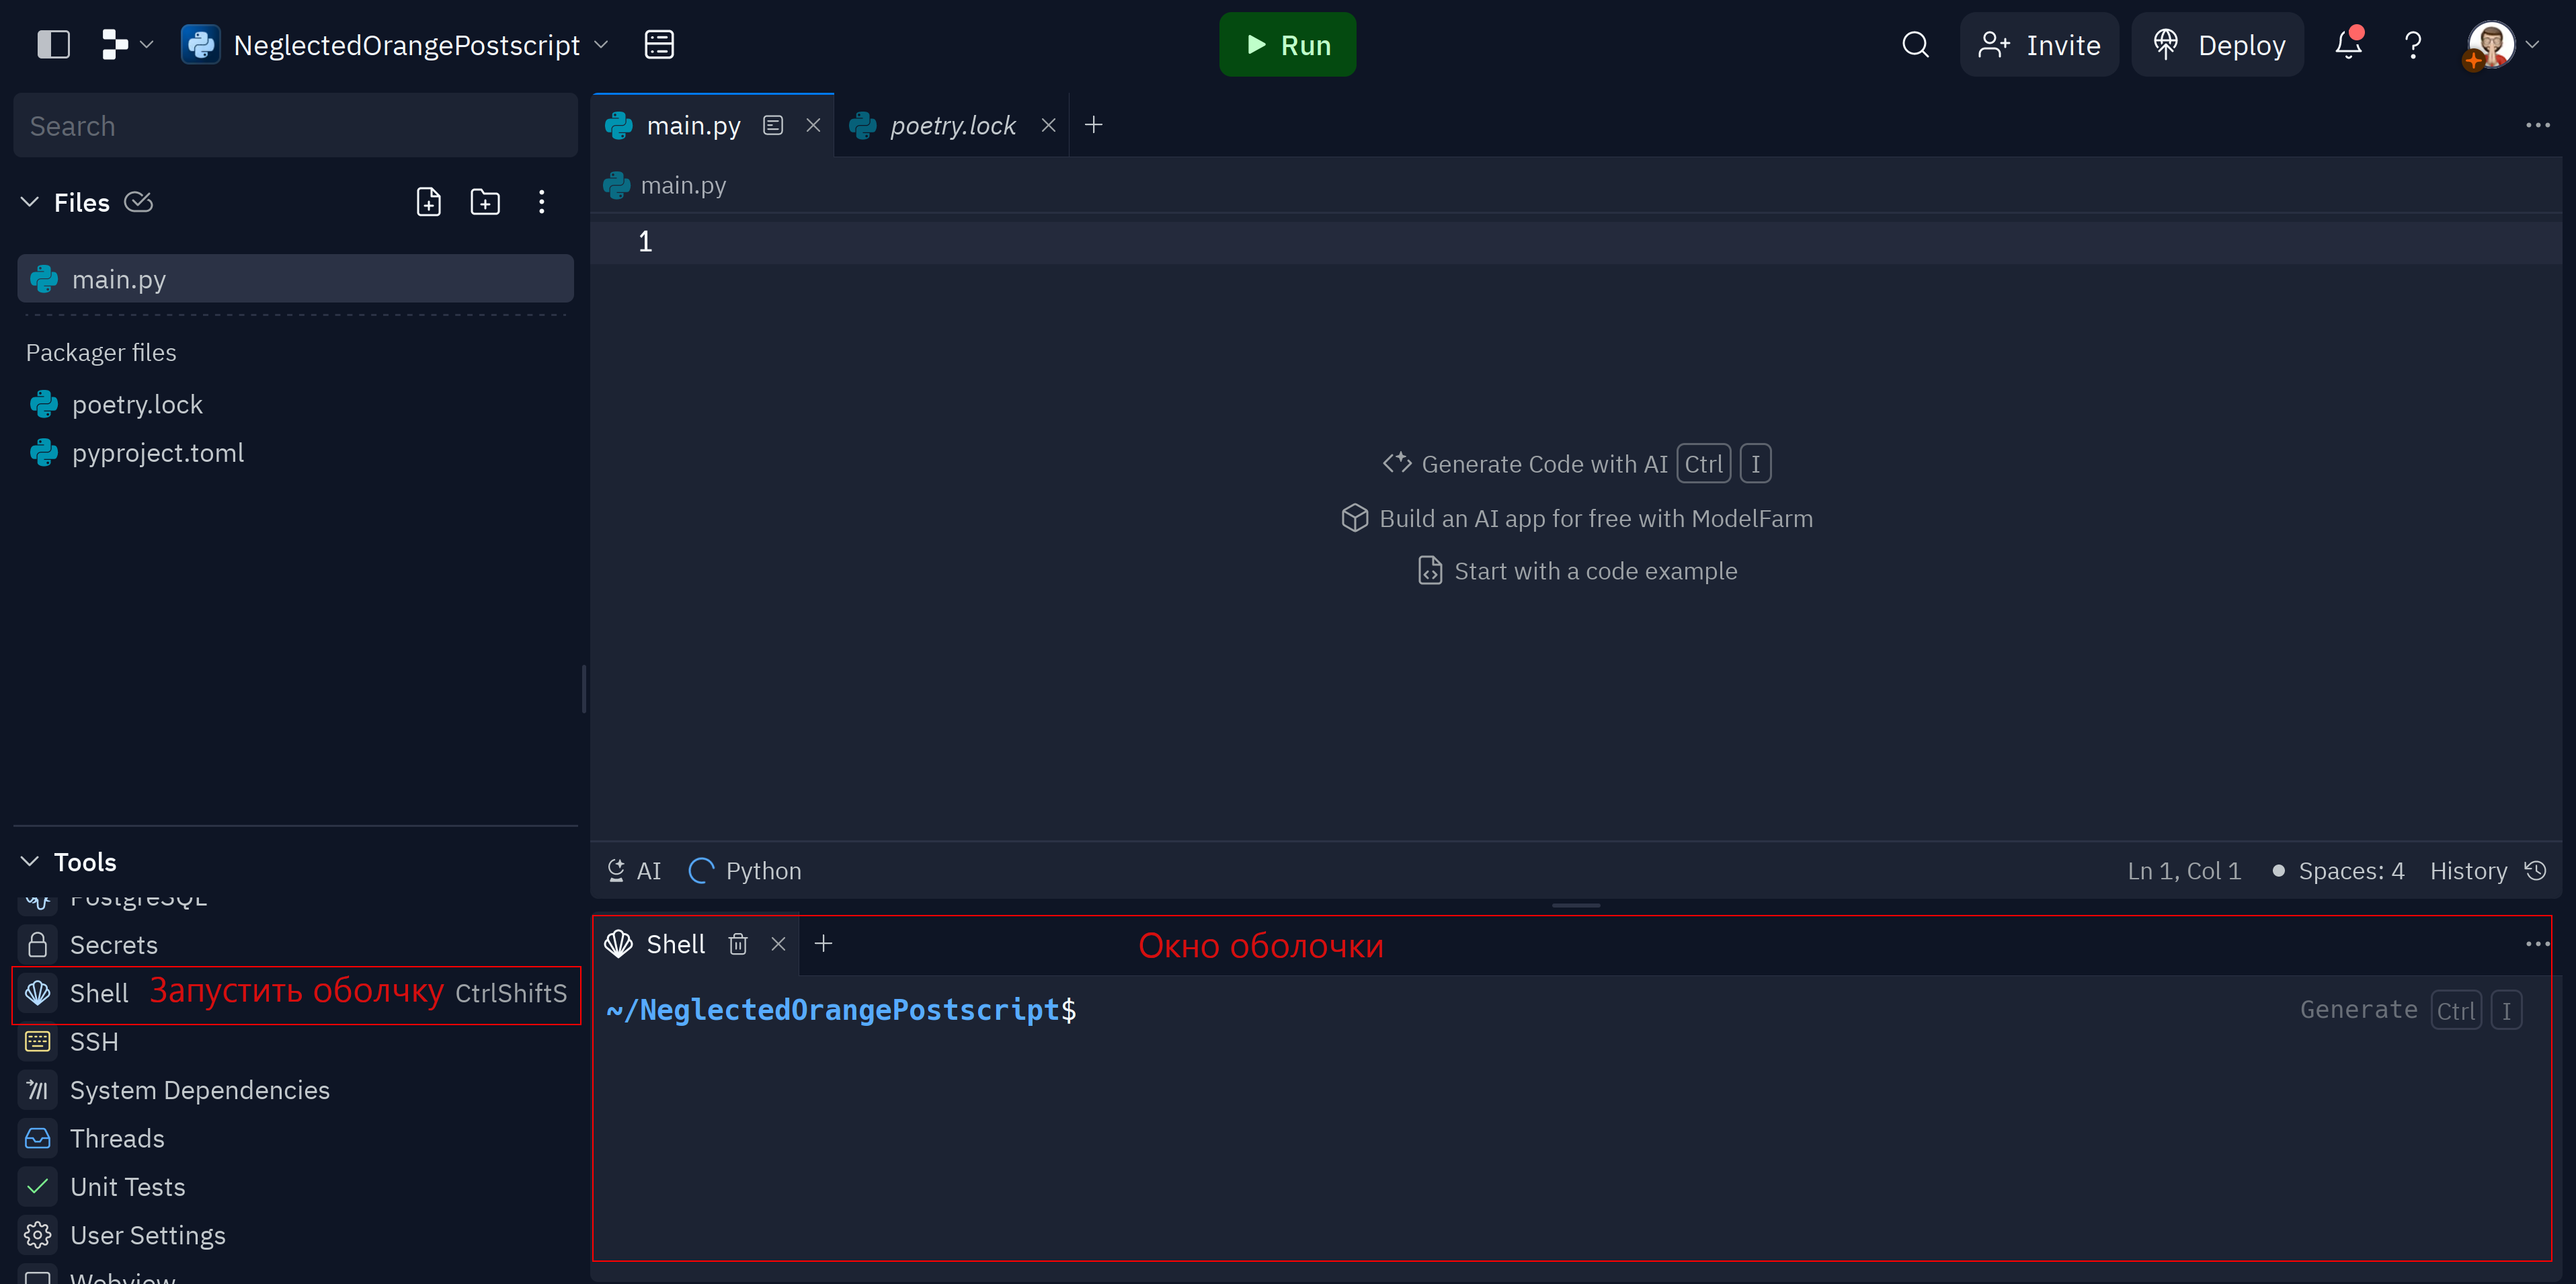 NeglectedOrangePostscript
Run
Invite
Deploy
Search
main.py
poetry.lock
Files
main.py
1
main.py
Packager files
poetry.lock
pyproject.toml
Generate Code with AI Ctrl I
Build an AI app for free with ModelFarm
Start with a code example
Tools
AI
Python
Ln 1, Col 1
Spaces: 4
History
PostgreSQL
Secrets
Shell Запустить оболчку CtrlShiftS
SSH
System Dependencies
Threads
Unit Tests
User Settings
Webview
Shell
Окно оболочки
~/NeglectedOrangePostscript$
Generate Ctrl I